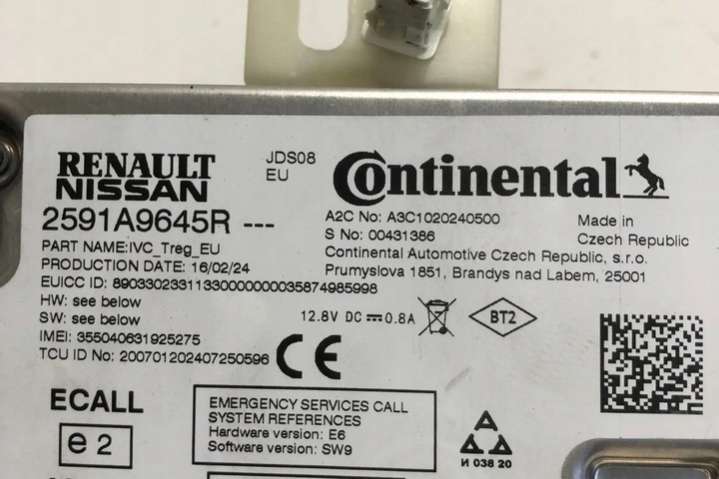 RENAULT
NISSAN
JDS08
EU
Continental
2591A9645R ---
A2C No: A3C1020240500
S No: 00431386
Made in
Czech Republic
PART NAME:IVC_Treg_EU
Continental Automotive Czech Republic, s.r.o.
PRODUCTION DATE: 16/02/24
Prumyslova 1851, Brandys nad Labem, 25001
EUICC ID: 89033023311330000000035874985998
HW: see below
SW: see below
12.8V DC ⎓ 0.8A
BT2
IMEI: 355040631925275
TCU ID No: 200701202407250596
CE
ECALL
e 2
EMERGENCY SERVICES CALL
SYSTEM REFERENCES
Hardware version: E6
Software version: SW9
И 038 20